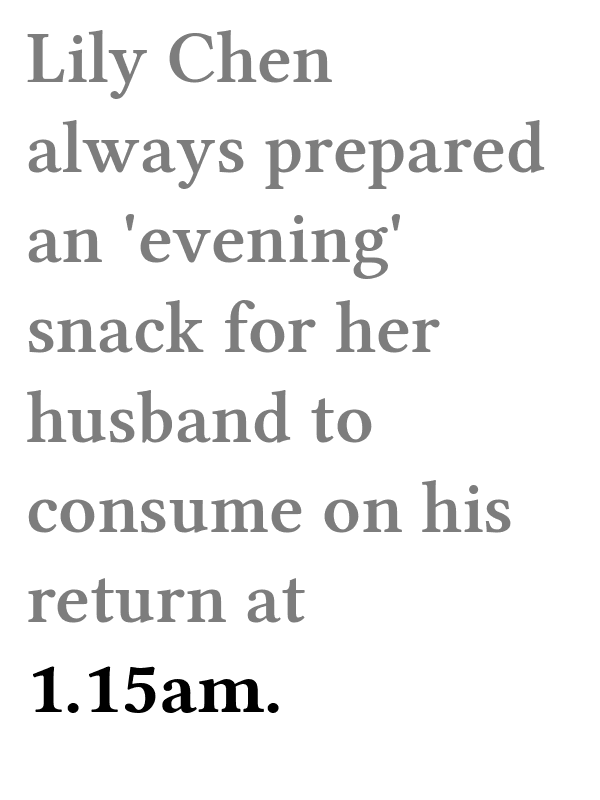 Lily Chen
always prepared
an 'evening'
snack for her
husband to
consume on his
return at
1.15am.